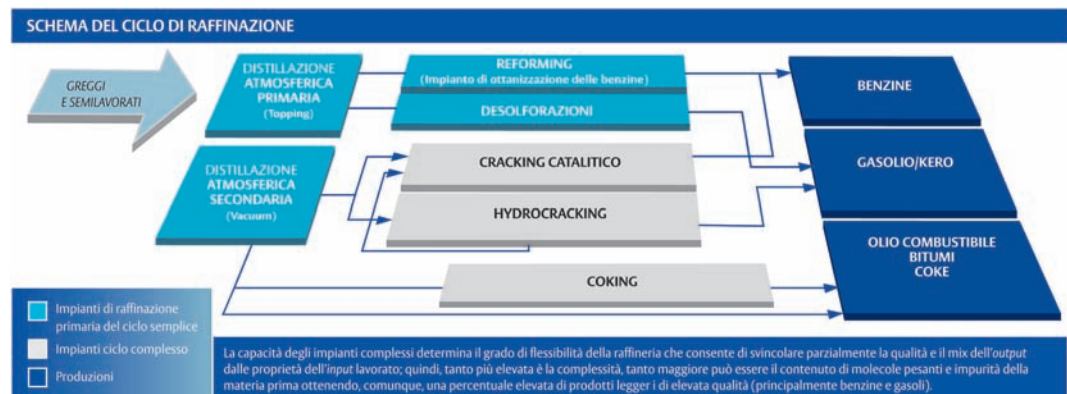 SCHEMA DEL CICLO DI RAFFINAZIONE
GREGGI
E SEMILAVORATI
DISTILLAZIONE
ATMOSFERICA
PRIMARIA
(Topping)
REFORMING
(Impianto di ottanizzazione delle benzine)
DESOLFORAZIONI
BENZINE
DISTILLAZIONE
ATMOSFERICA
SECONDARIA
(Vacuum)
CRACKING CATALITICO
HYDROCRACKING
GASOLIO/KERO
COKING
OLIO COMBUSTIBILE
BITUMI
COKE
Impianti di raffinazione
primaria del ciclo semplice
Impianti ciclo complesso
Produzioni
La capacità degli impianti complessi determina il grado di flessibilità della raffineria che consente di svincolare parzialmente la qualità e il mix dell'output
dalle proprietà dell'input lavorato; quindi, tanto più elevata è la complessità, tanto maggiore può essere il contenuto di molecole pesanti e impurità della
materia prima ottenendo, comunque, una percentuale elevata di prodotti legger i di elevata qualità (principalmente benzine e gasoli).